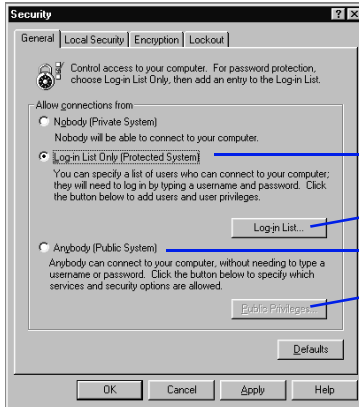 Security
General Local Security Encryption Lockout
Control access to your computer. For password protection,
choose Log-in List Only, then add an entry to the Log-in List.
Allow connections from
Nobody (Private System)
Nobody will be able to connect to your computer.
Log-in List Only (Protected System)
You can specify a list of users who can connect to your computer;
they will need to log in by typing a username and password. Click
the button below to add users and user privileges.
Log-in List...
Anybody (Public System)
Anybody can connect to your computer, without needing to type a
username or password. Click the button below to specify which
services and security options are allowed.
Public Privileges...
Defaults
OK Cancel Apply Help